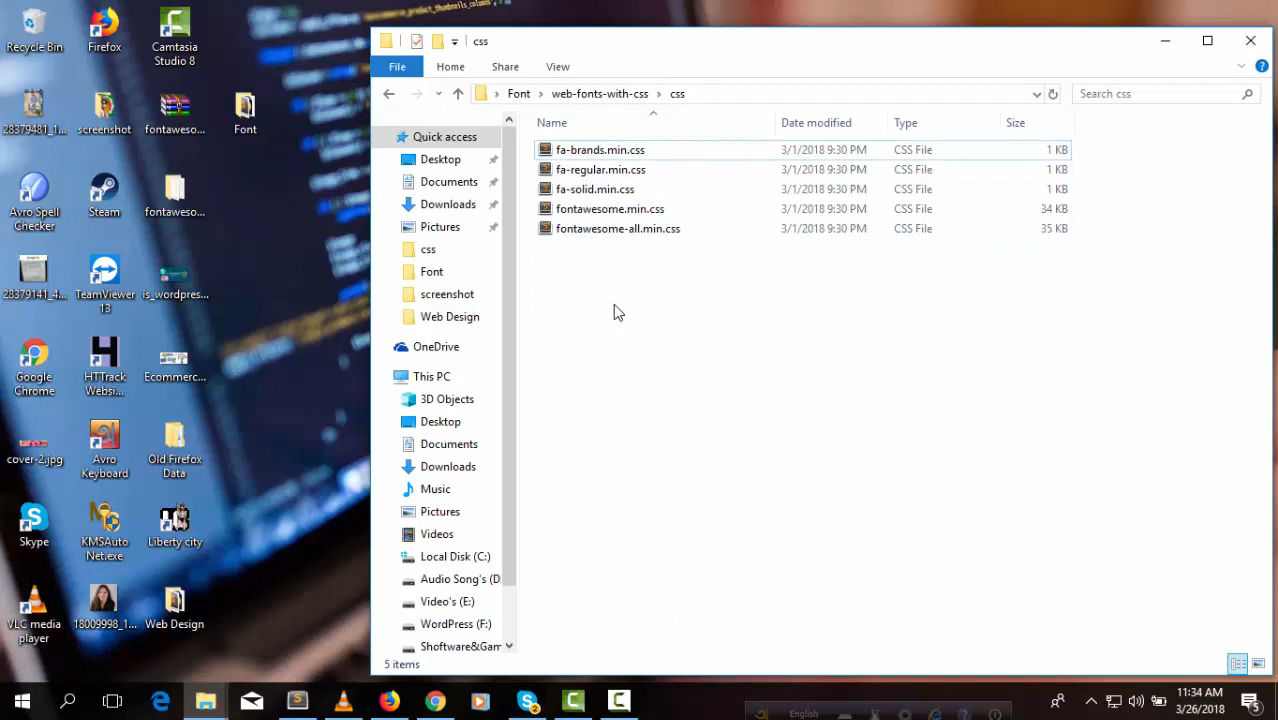 Recycle Bin
Firefox
Camtasia
Studio 8
28379481_1...
screenshot
fontaweso...
Font
Avro Spell
Checker
Steam
fontaweso...
28379141_4...
TeamViewer
13
is_wordpres...
Google
Chrome
HTTrack
Websi...
Ecommerc...
cover-2.jpg
Avro
Keyboard
Old Firefox
Data
Skype
KMSAuto
Net.exe
Liberty city
VLC media
player
18009998_1...
Web Design
css
File Home Share View
Font web-fonts-with-css css
Search css
Quick access
Desktop
Documents
Downloads
Pictures
css
Font
screenshot
Web Design
OneDrive
This PC
3D Objects
Desktop
Documents
Downloads
Music
Pictures
Videos
Local Disk (C:)
Audio Song's (D:
Video's (E:)
WordPress (F:)
Shoftware&Gam
Name Date modified Type Size
fa-brands.min.css 3/1/2018 9:30 PM CSS File 1 KB
fa-regular.min.css 3/1/2018 9:30 PM CSS File 1 KB
fa-solid.min.css 3/1/2018 9:30 PM CSS File 1 KB
fontawesome.min.css 3/1/2018 9:30 PM CSS File 34 KB
fontawesome-all.min.css 3/1/2018 9:30 PM CSS File 35 KB
5 items
English
11:34 AM
3/26/2018